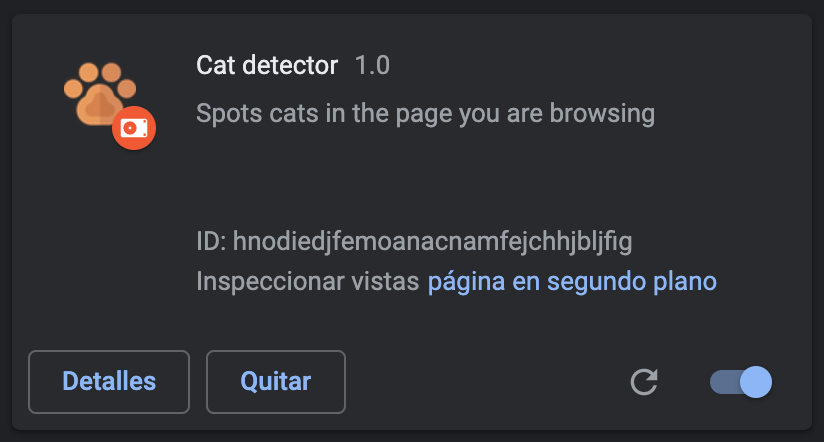 Cat detector 1.0
Spots cats in the page you are browsing
ID: hnodiedjfemoanacnamfejchhjbljfig
Inspeccionar vistas página en segundo plano
Detalles Quitar